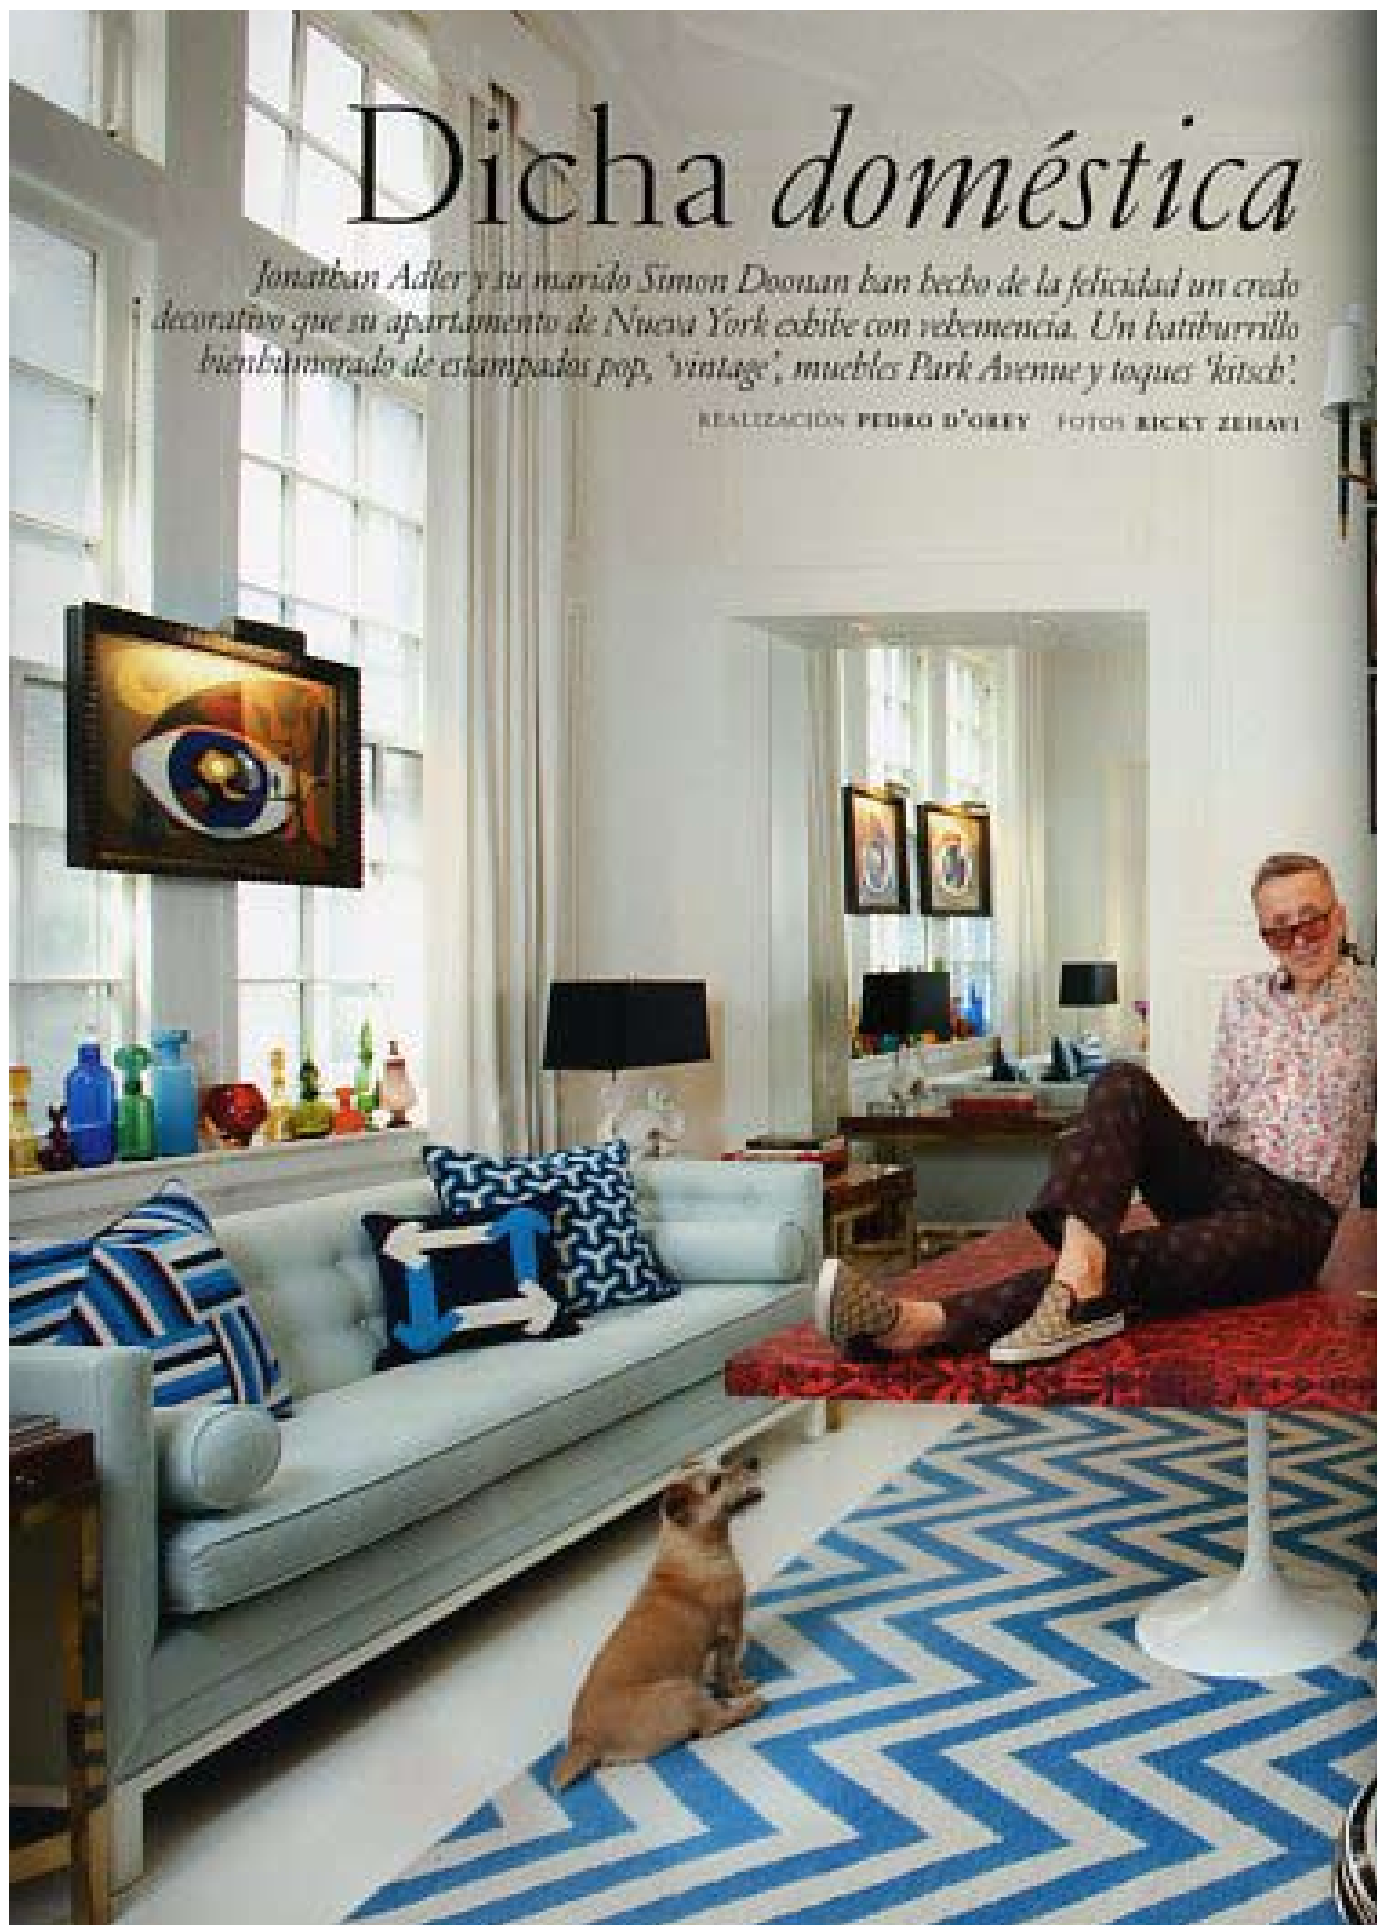 Dicha doméstica
Jonathan Adler y su marido Simon Doonan han hecho de la felicidad un credo
decorativo que su apartamento de Nueva York exhibe con vehemencia. Un batiburrillo
bienhumorado de estampados pop, ‘vintage’, muebles Park Avenue y toques ‘kitsch’.
REALIZACIÓN PEDRO D'OREY FOTOS RICKY ZEHAVI